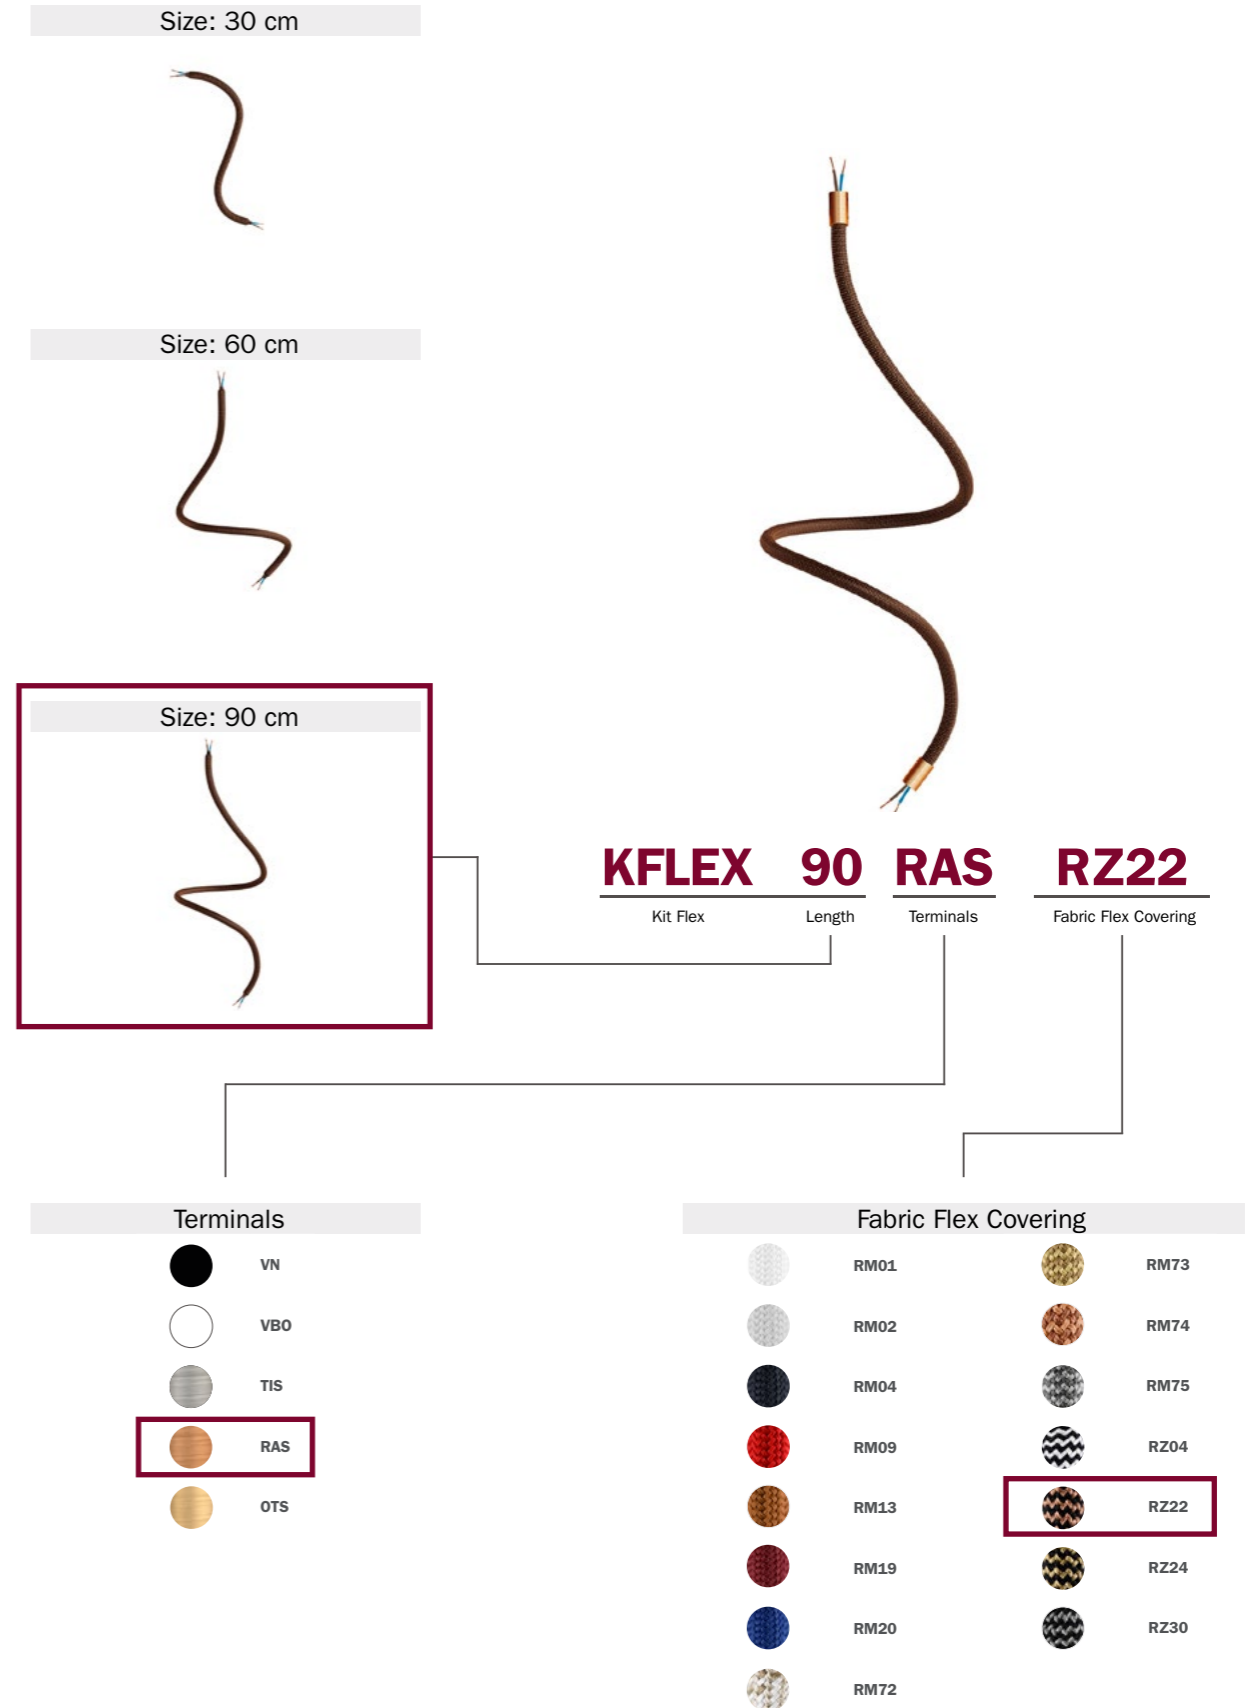 Size: 30 cm
Size: 60 cm
Size: 90 cm
KFLEX 90 RAS RZ22
Kit Flex Length Terminals Fabric Flex Covering
Terminals
VN
VBO
TIS
RAS
OTS
Fabric Flex Covering
RM01 RM73
RM02 RM74
RM04 RM75
RM09 RZ04
RM13 RZ22
RM19 RZ24
RM20 RZ30
RM72